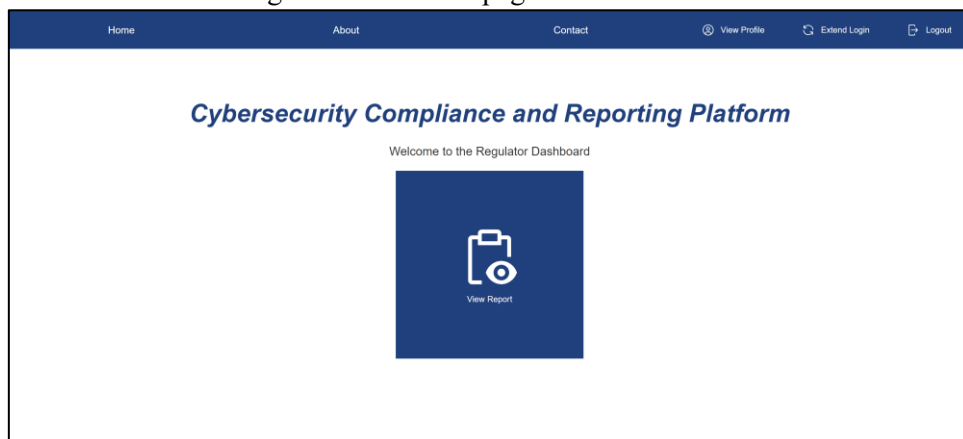 Home About Contact View Profile Extend Login Logout
Cybersecurity Compliance and Reporting Platform
Welcome to the Regulator Dashboard
View Report